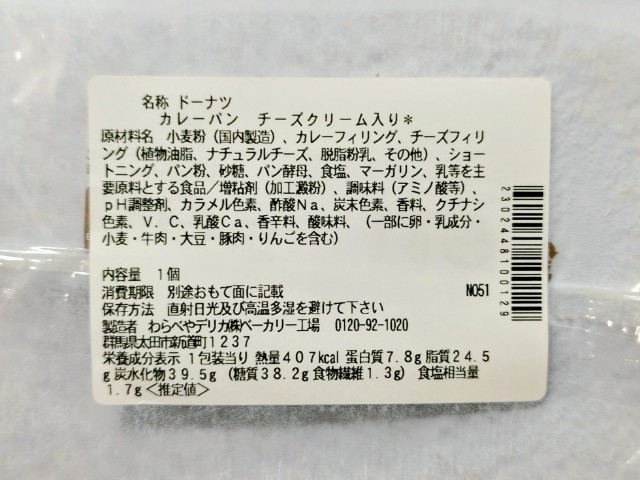 名称 ドーナツ
カレーパン チーズクリーム入り*
原材料名 小麦粉(国内製造)、カレーフィリング、チーズフィリ
ング(植物油脂、ナチュラルチーズ、脱脂粉乳、その他)、ショー
トニング、パン粉、砂糖、パン酵母、食塩、マーガリン、乳等を主
要原料とする食品/増粘剤(加工澱粉)、調味料(アミノ酸等)、
pH調整剤、カラメル色素、酢酸Na、炭末色素、香料、クチナシ
色素、V.C、乳酸Ca、香辛料、酸味料、(一部に卵・乳成分・
小麦・牛肉・大豆・豚肉・りんごを含む)
内容量 1個
消費期限 別途おもて面に記載 NO51
保存方法 直射日光及び高温多湿を避けて下さい
製造者 わらべやデリカ㈱ベーカリー工場 0120-92-1020
群馬県太田市新道町1237
栄養成分表示 1包装当り 熱量407kcal 蛋白質7.8g 脂質24.5
g 炭水化物39.5g (糖質38.2g 食物繊維1.3g) 食塩相当量
1.7g<推定値>
2302448100129